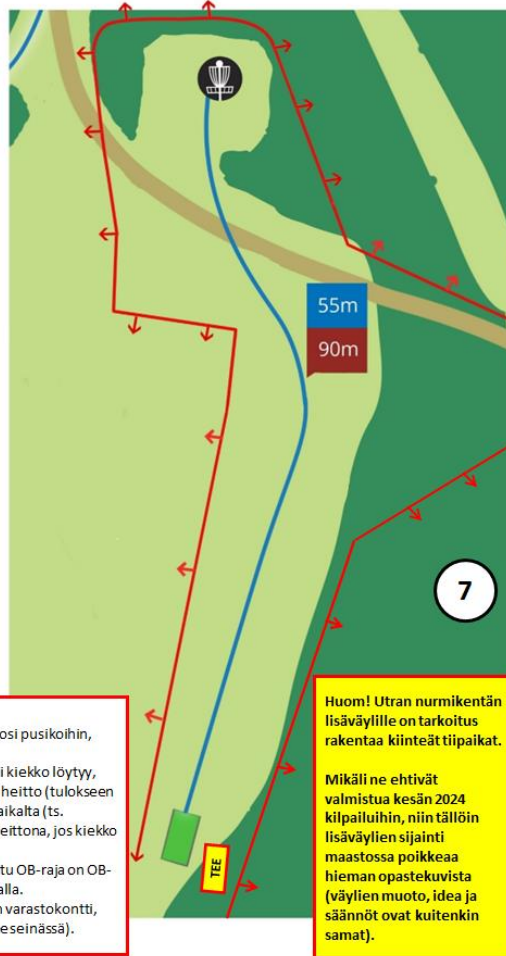 55m
90m
7
osi pusikoihin,
i kiekko löytyy,
heitto (tulokseen
aikalta (ts.
eittona, jos kiekko
tu OB-raja on OB-
alla.
n varastokontti,
e seinässä).
TEE
Huom! Utran nurmikentän
lisäväylille on tarkoitus
rakentaa kiinteät tiipaikat.
Mikäli ne ehtivät
valmistua kesän 2024
kilpailuihin, niin tällöin
lisäväylien sijainti
maastossa poikkeaa
hieman opastekuvista
(väylien muoto, idea ja
säännöt ovat kuitenkin
samat).